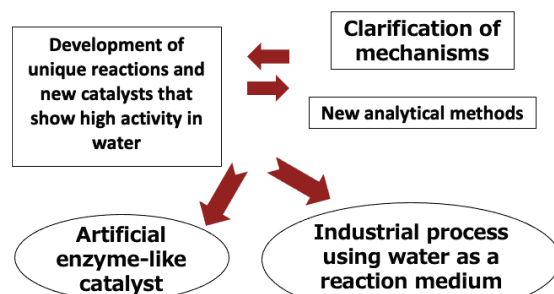 Development of
unique reactions and
new catalysts that
show high activity in
water
Clarification of
mechanisms
New analytical methods
Artificial
enzyme-like
catalyst
Industrial process
using water as a
reaction medium